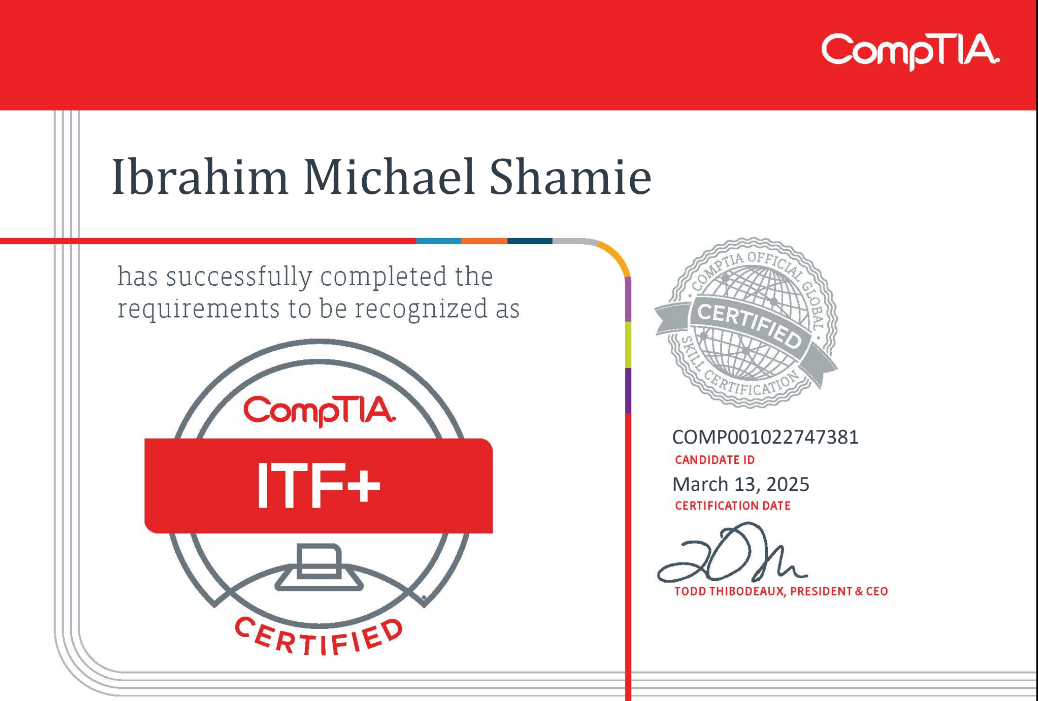 CompTIA.
Ibrahim Michael Shamie
has successfully completed the
requirements to be recognized as
CompTIA.
ITF+
CERTIFIED
COMPTIA OFFICIAL GLOBAL
CERTIFIED
SKILL CERTIFICATION
COMP001022747381
CANDIDATE ID
March 13, 2025
CERTIFICATION DATE
TODD THIBODEAUX, PRESIDENT & CEO